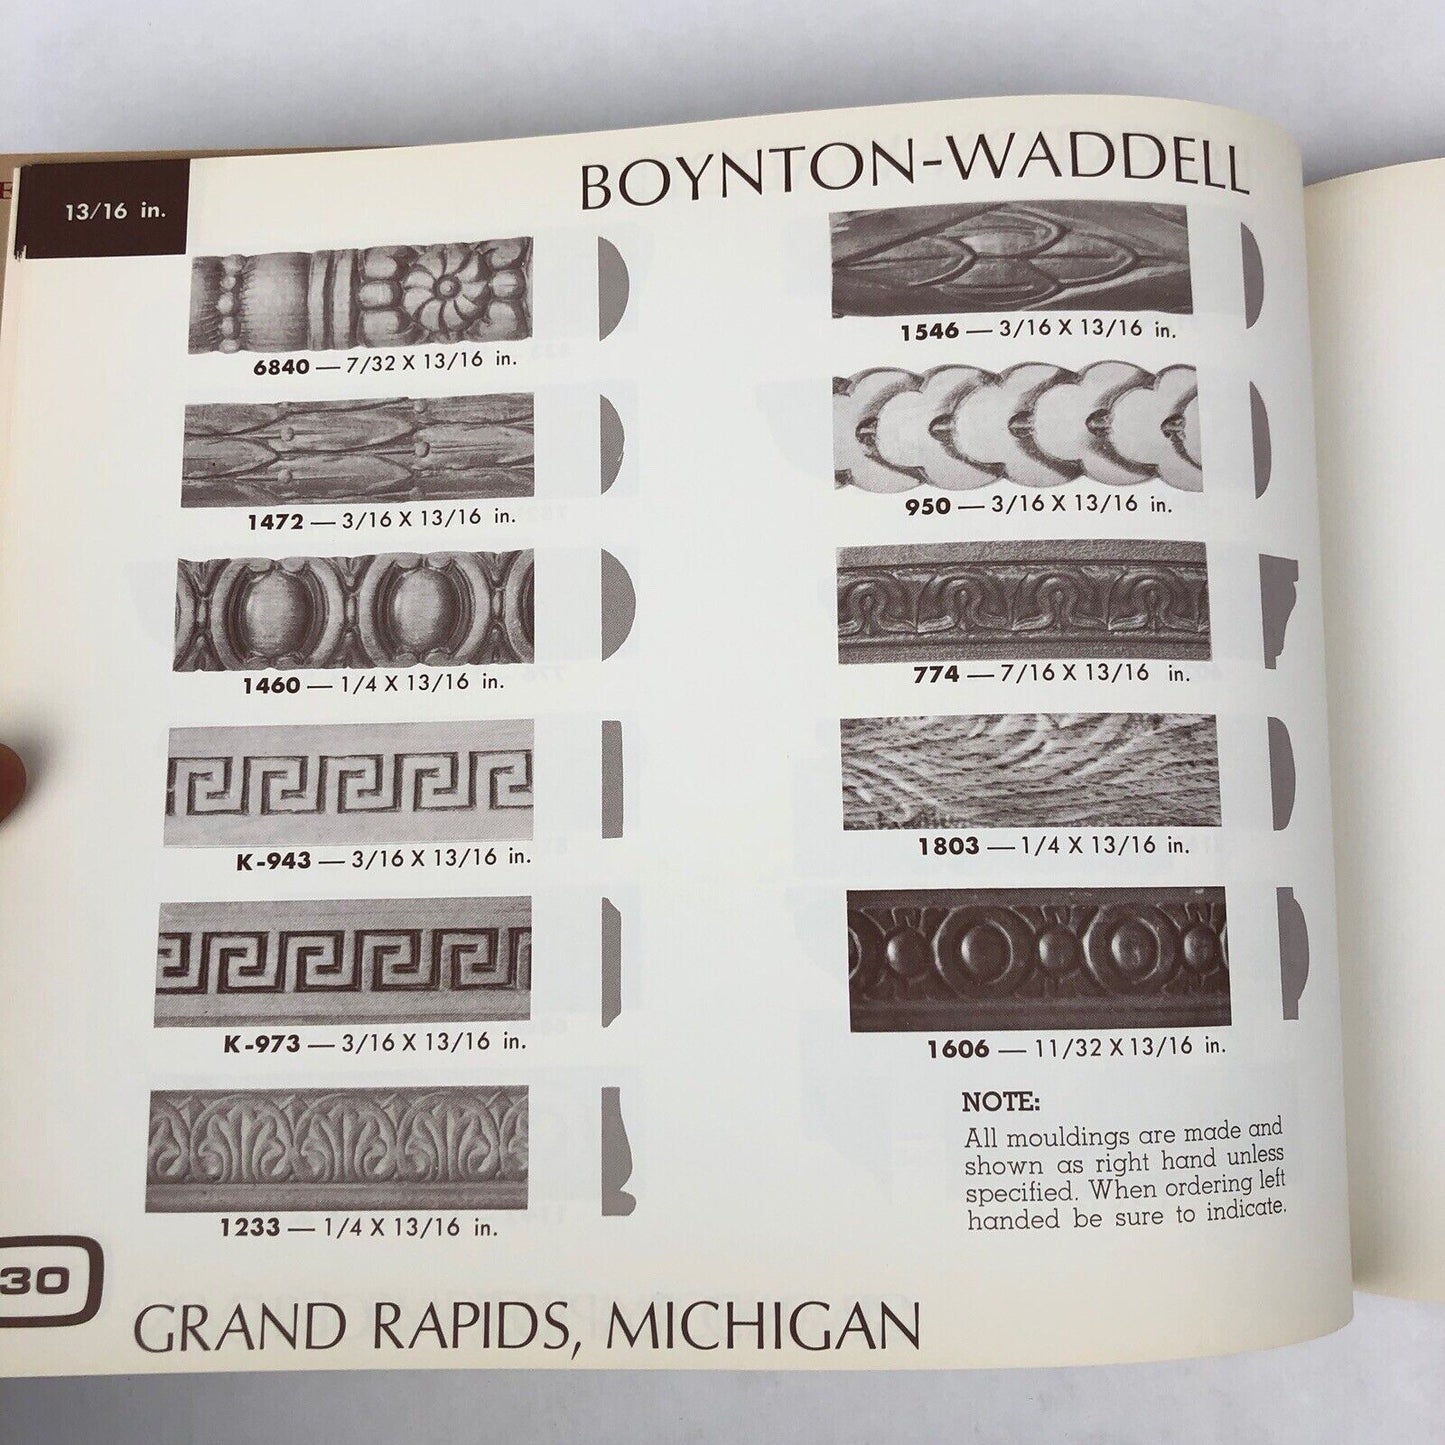 BOYNTON-WADDELL
13/16 in.
6840 — 7/32 X 13/16 in.
1472 — 3/16 X 13/16 in.
1460 — 1/4 X 13/16 in.
K-943 — 3/16 X 13/16 in.
K-973 — 3/16 X 13/16 in.
1233 — 1/4 X 13/16 in.
1546 — 3/16 X 13/16 in.
950 — 3/16 X 13/16 in.
774 — 7/16 X 13/16 in.
1803 — 1/4 X 13/16 in.
1606 — 11/32 X 13/16 in.
NOTE:
All mouldings are made and
shown as right hand unless
specified. When ordering left
handed be sure to indicate.
30
GRAND RAPIDS, MICHIGAN